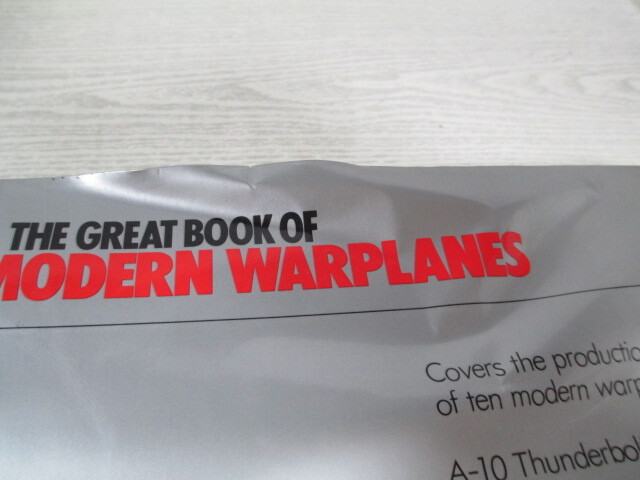 THE GREAT BOOK OF
MODERN WARPLANES
Covers the
of ten modern
A-10